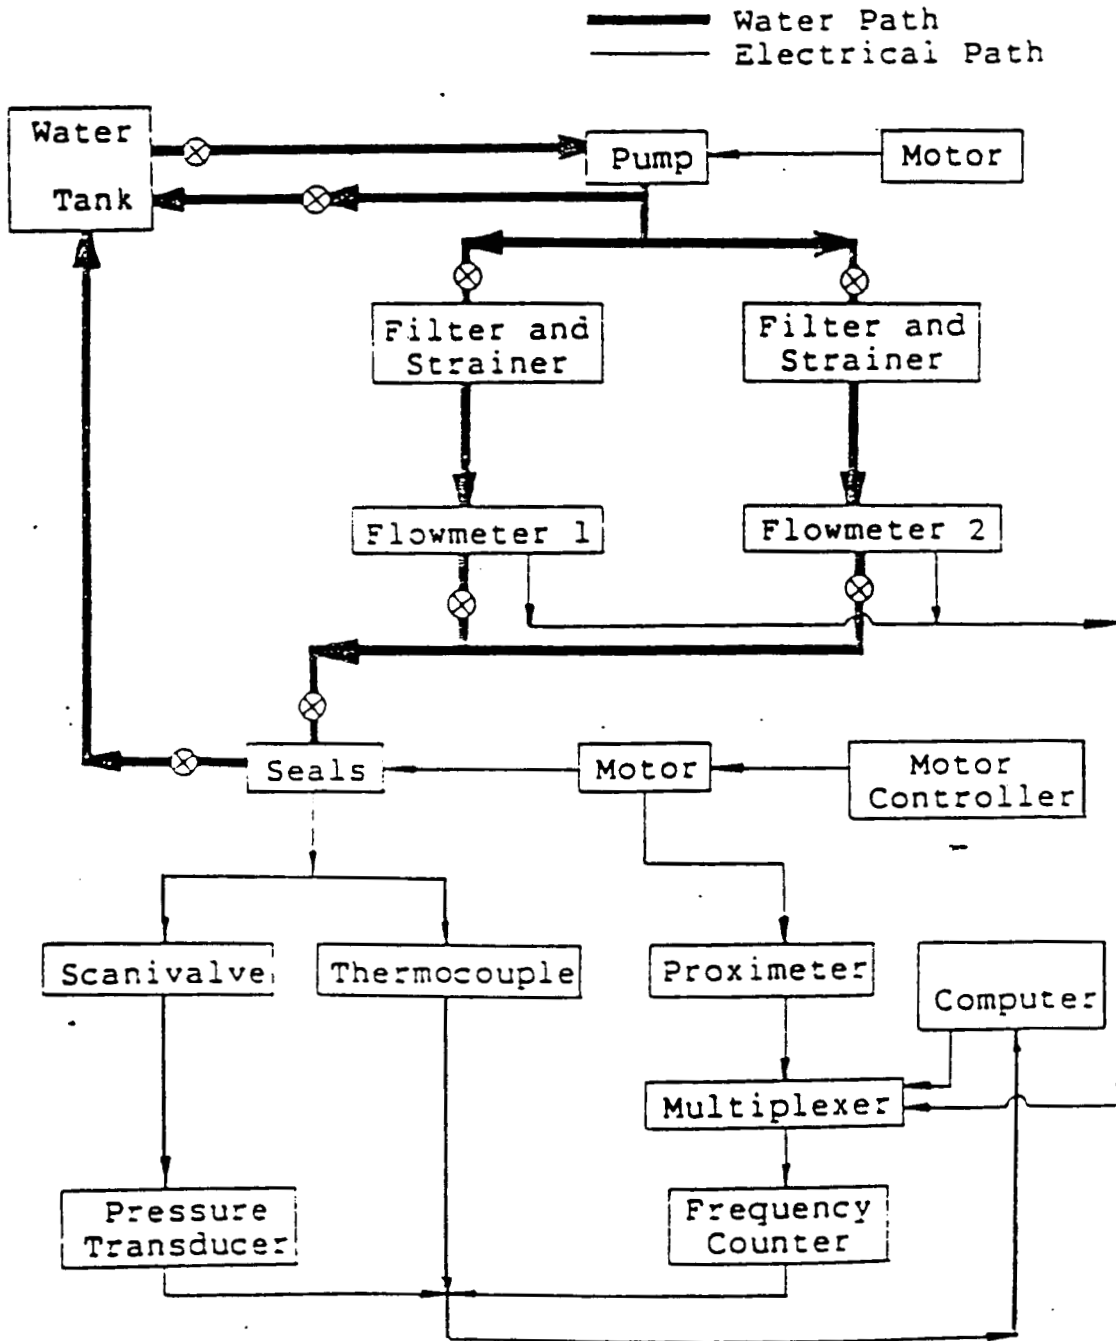 Water Path
Electrical Path
Water
Tank
Pump
Motor
Filter and
Strainer
Filter and
Strainer
Flowmeter 1
Flowmeter 2
Seals
Motor
Motor
Controller
Scanivalve
Thermocouple
Proximeter
Computer
Multiplexer
Pressure
Transducer
Frequency
Counter